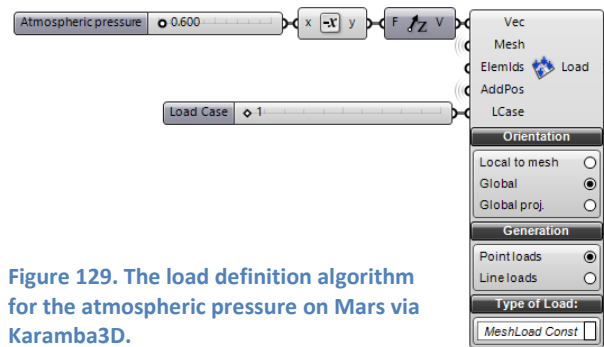 Atmospheric pressure 0.600 x -x y F Z V Vec
Mesh
ElemIds Load
AddPos
Load Case 1 LCase
Orientation
Local to mesh
Global
Global proj.
Generation
Point loads
Line loads
Type of Load:
MeshLoad Const
Figure 129. The load definition algorithm
for the atmospheric pressure on Mars via
Karamba3D.